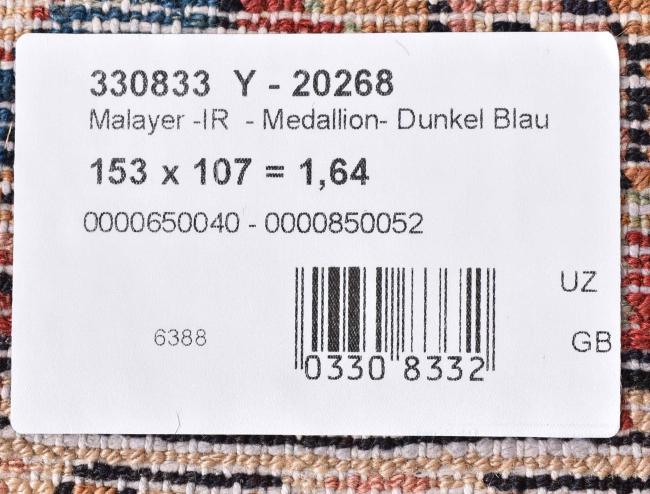 330833 Y - 20268
Malayer -IR - Medallion- Dunkel Blau
153 x 107 = 1,64
0000650040 - 0000850052
UZ
6388
GB
0330 8332